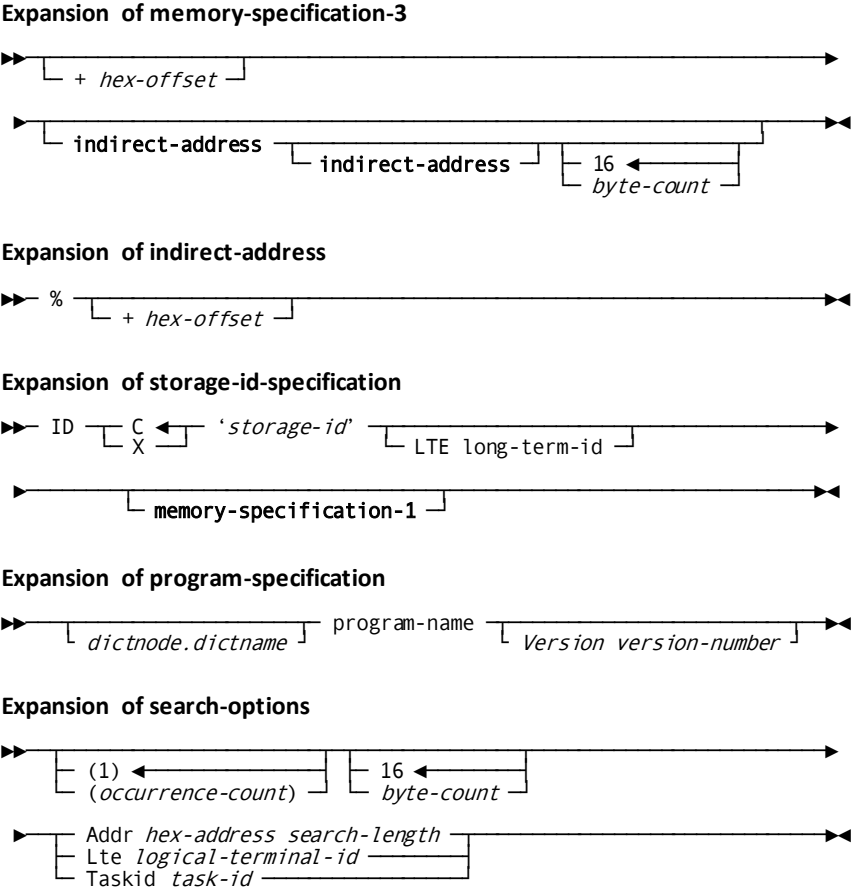 Expansion of memory-specification-3
+ hex-offset
indirect-address
indirect-address 16
byte-count
Expansion of indirect-address
% + hex-offset
Expansion of storage-id-specification
ID C ‘storage-id’
X LTE long-term-id
memory-specification-1
Expansion of program-specification
dictnode.dictname program-name Version version-number
Expansion of search-options
(1) 16
(occurrence-count) byte-count
Addr hex-address search-length
Lte logical-terminal-id
Taskid task-id